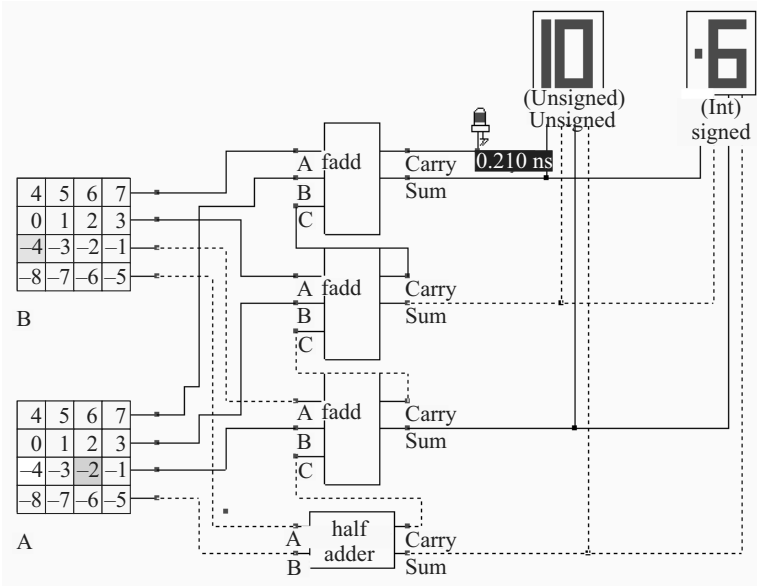 10
-6
(Unsigned)
Unsigned
(Int)
signed
A fadd Carry
0.210 ns
B Sum
C
4 5 6 7
0 1 2 3
–4 –3 –2 –1
–8 –7 –6 –5
B
A fadd Carry
B Sum
C
A fadd Carry
B Sum
C
4 5 6 7
0 1 2 3
–4 –3 –2 –1
–8 –7 –6 –5
A
half
adder
A Carry
B Sum